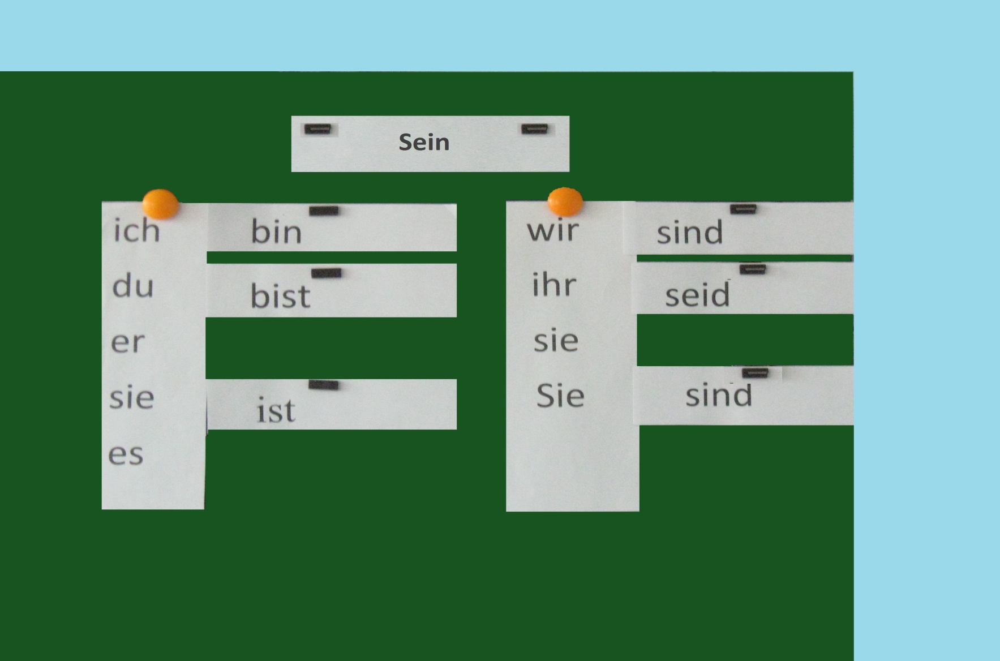 Sein
ich bin
du bist
er
sie ist
es
wir sind
ihr seid
sie
Sie sind